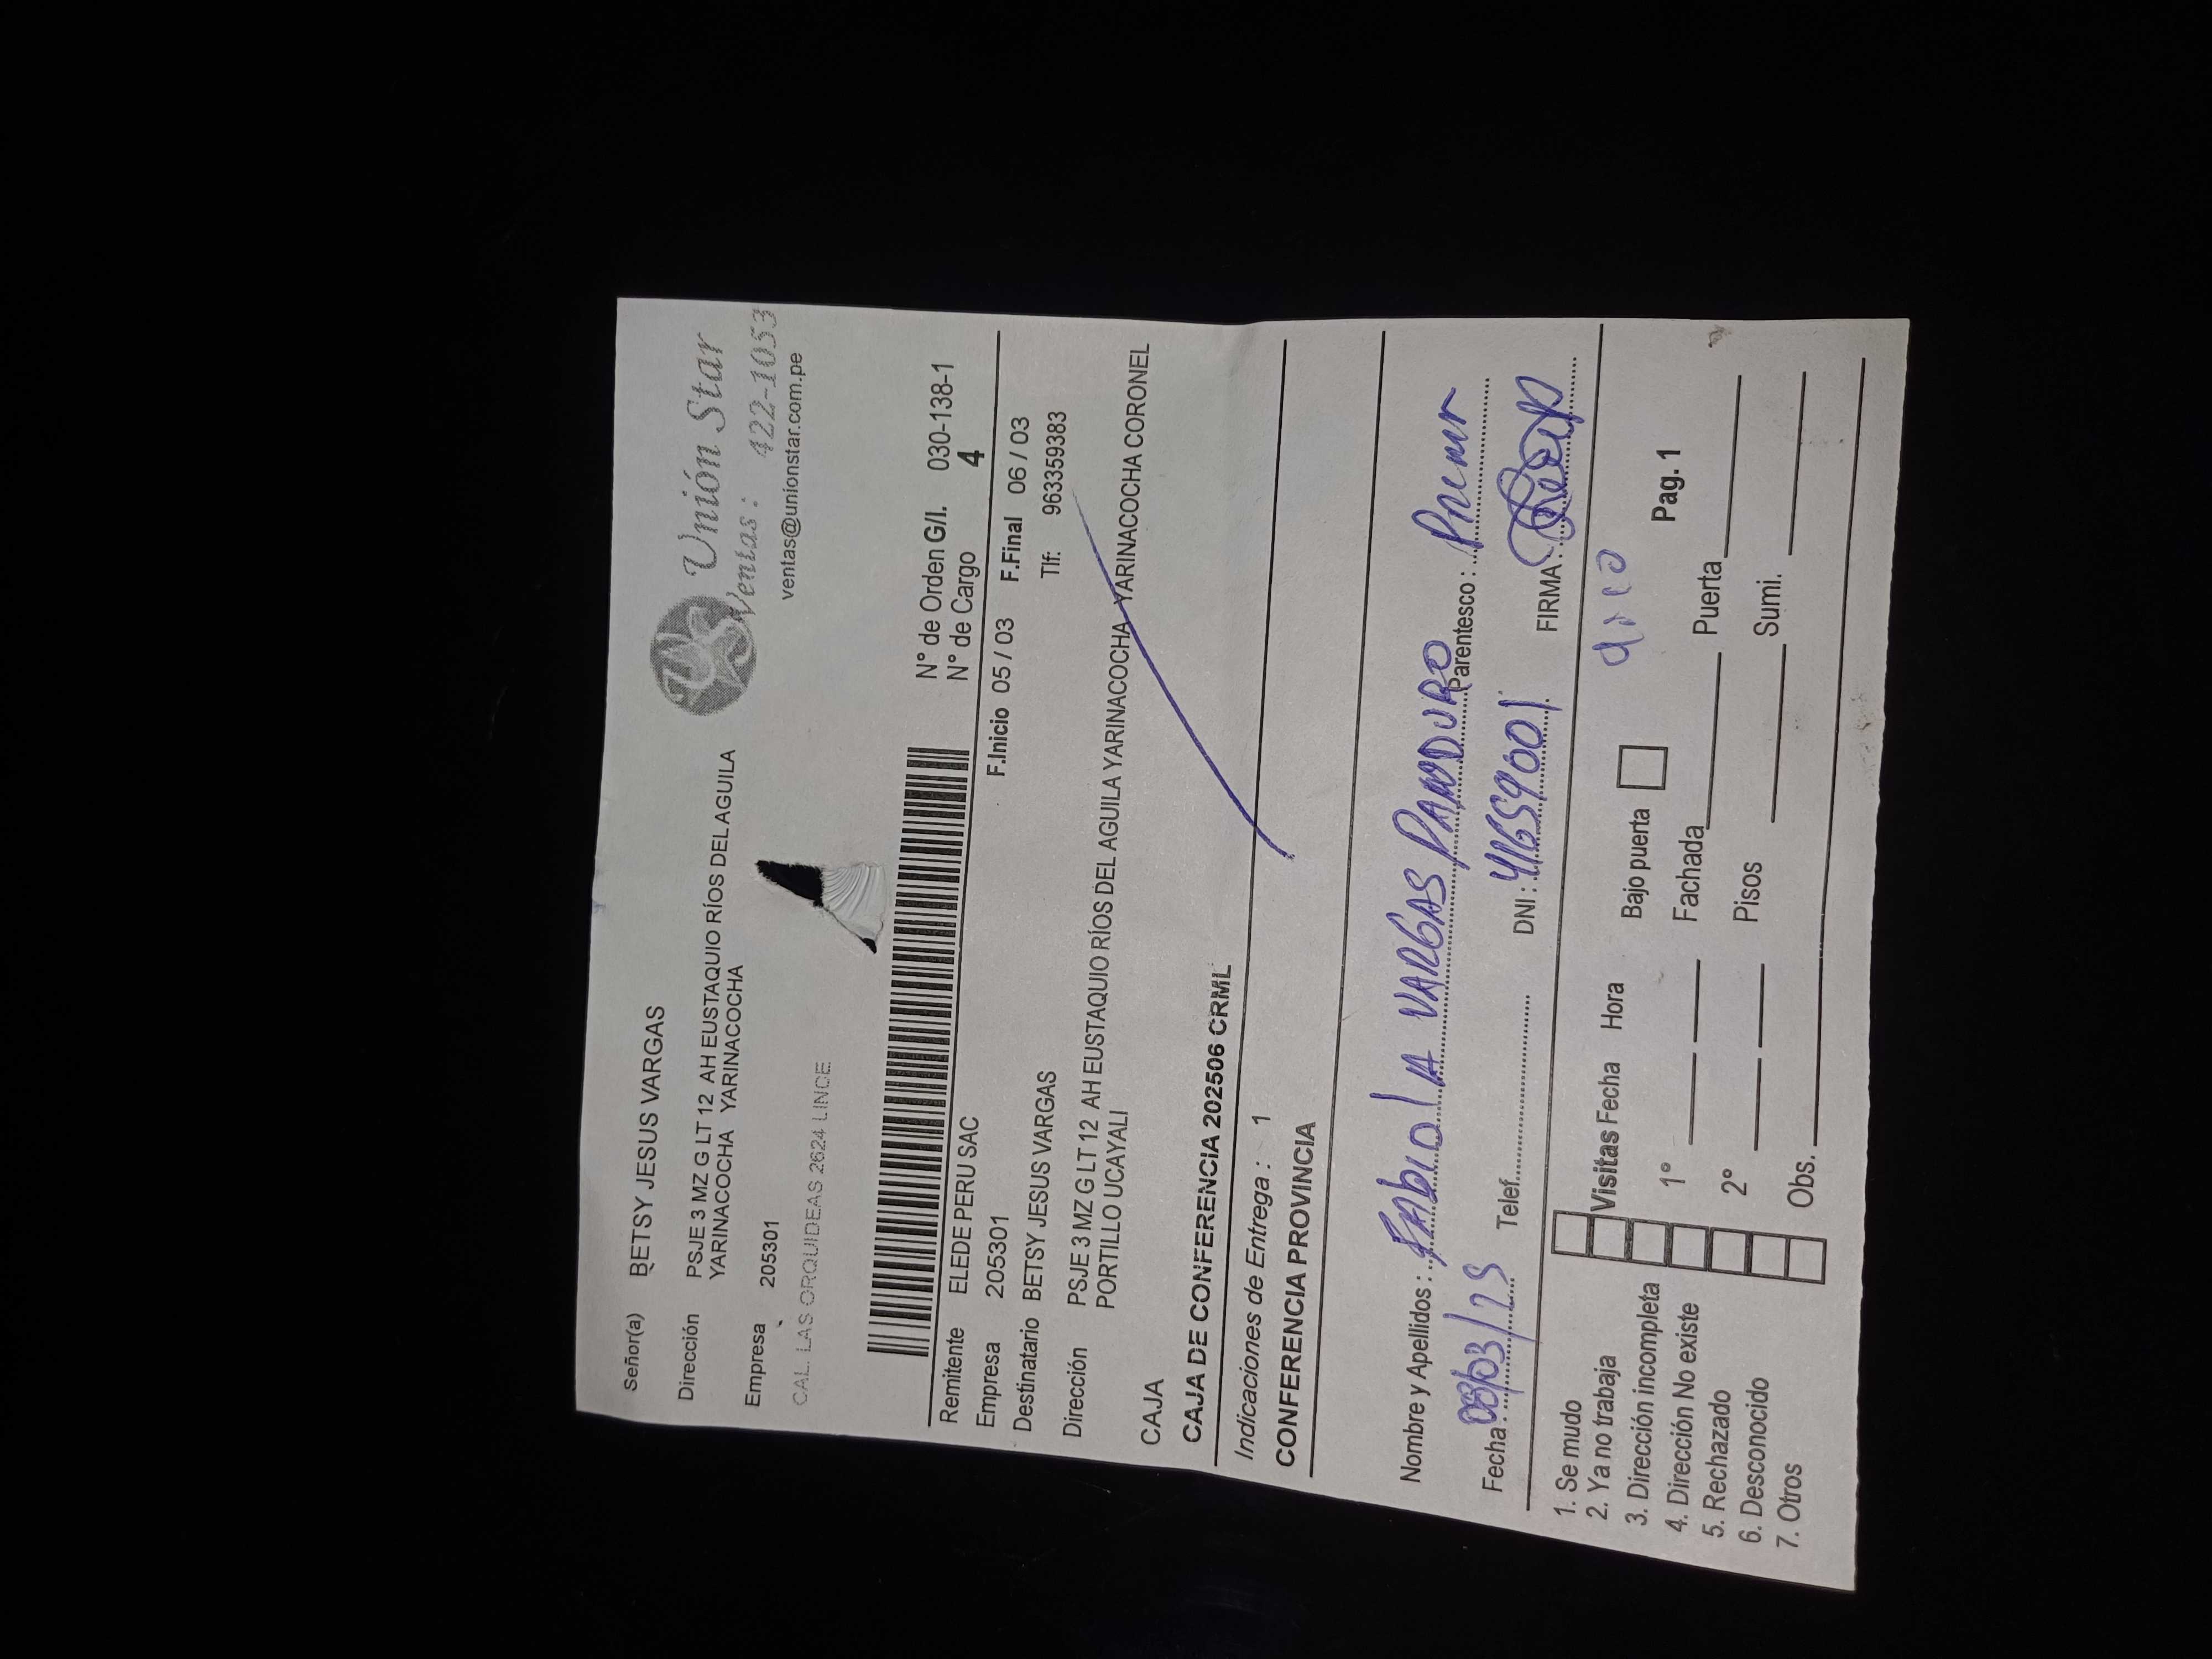 Señor(a) BETSY JESUS VARGAS
Unión Star
Ventas: 422-1053
ventas@unionstar.com.pe
Dirección PSJE 3 MZ G LT 12 AH EUSTAQUIO RÍOS DEL AGUILA
YARINACOCHA YARINACOCHA
Empresa 205301
CAL. LAS ORQUIDEAS 2624 LINCE
N° de Orden G/I. 030-138-1
N° de Cargo 4
Remitente ELEDE PERU SAC
Empresa 205301 F.Inicio 05 / 03 F.Final 06 / 03
Destinatario BETSY JESUS VARGAS Tlf: 963359383
Dirección PSJE 3 MZ G LT 12 AH EUSTAQUIO RÍOS DEL AGUILA YARINACOCHA YARINACOCHA CORONEL
PORTILLO UCAYALI
CAJA
CAJA DE CONFERENCIA 202506 CRML
Indicaciones de Entrega : 1
CONFERENCIA PROVINCIA
Nombre y Apellidos : FABIOLA VARGAS PANDURO Parentesco :
Fecha: 08/03/25 Telef. DNI : 41659001 FIRMA :
1. Se mudo
2. Ya no trabaja Visitas Fecha Hora Bajo puerta
3. Dirección incompleta Pag. 1
4. Dirección No existe 1° Fachada Puerta
5. Rechazado
6. Desconocido 2° Pisos Sumi.
7. Otros Obs.